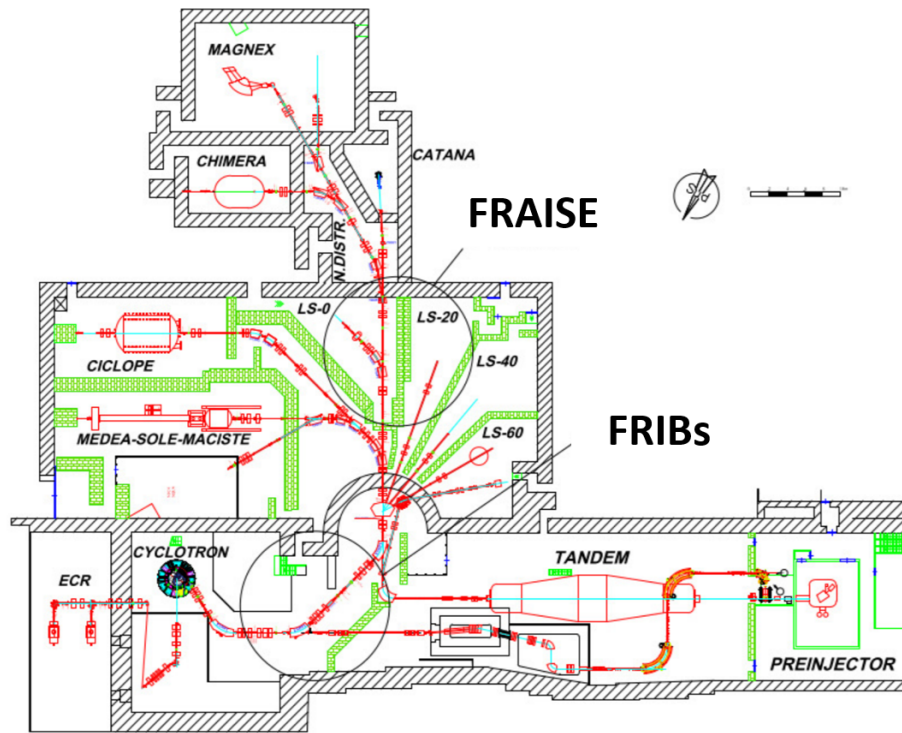 MAGNEX
CHIMERA
CATANA
N.DISTR.
FRAISE
LS-0
LS-20
LS-40
LS-60
CICLOPE
MEDEA-SOLE-MACISTE
FRIBs
CYCLOTRON
ECR
TANDEM
PREINJECTOR